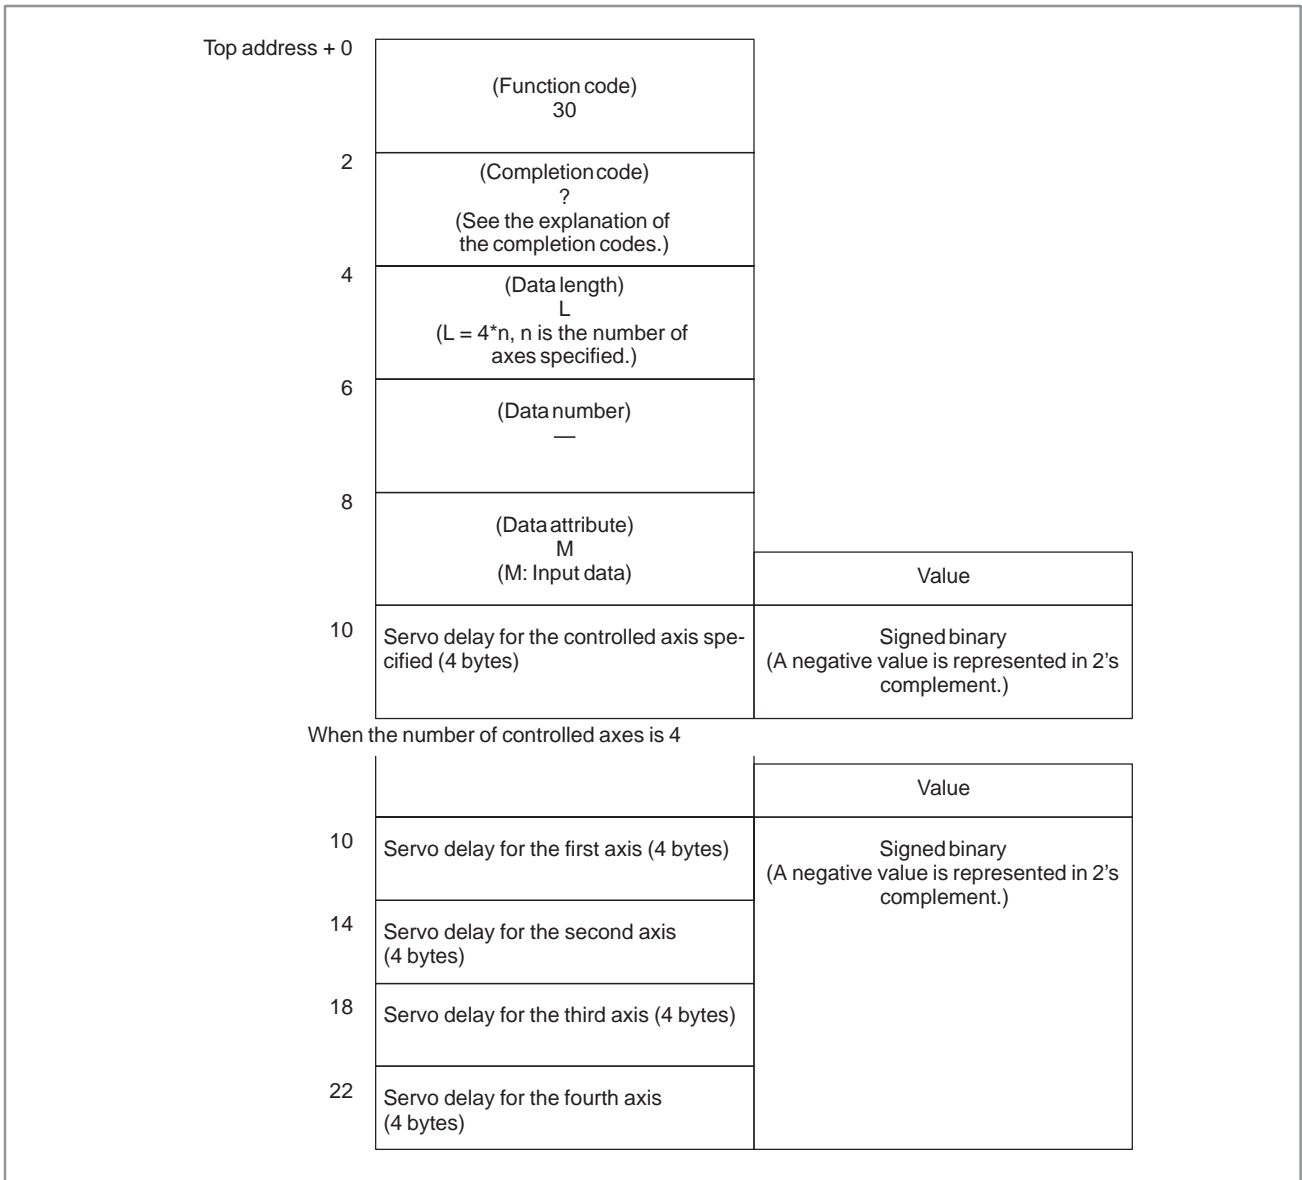 Top address + 0
(Function code)
30
2
(Completion code)
?
(See the explanation of
the completion codes.)
4
(Data length)
L
(L = 4*n, n is the number of
axes specified.)
6
(Data number)
—
8
(Data attribute)
M
(M: Input data)
Value
10
Servo delay for the controlled axis spe-
cified (4 bytes)
Signed binary
(A negative value is represented in 2's
complement.)
When the number of controlled axes is 4
Value
10
Servo delay for the first axis (4 bytes)
Signed binary
(A negative value is represented in 2's
complement.)
14
Servo delay for the second axis
(4 bytes)
18
Servo delay for the third axis (4 bytes)
22
Servo delay for the fourth axis
(4 bytes)